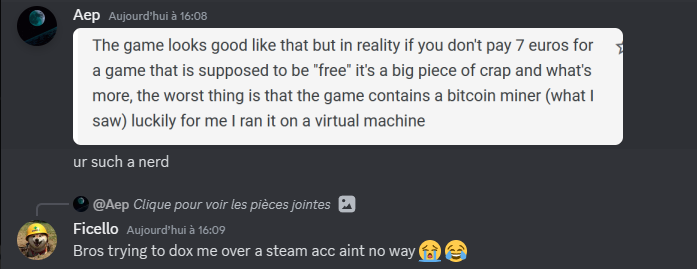 Aep Aujourd'hui à 16:08
The game looks good like that but in reality if you don't pay 7 euros for
a game that is supposed to be "free" it's a big piece of crap and what's
more, the worst thing is that the game contains a bitcoin miner (what I
saw) luckily for me I ran it on a virtual machine
ur such a nerd
@Aep Clique pour voir les pièces jointes
Ficello Aujourd'hui à 16:09
Bros trying to dox me over a steam acc aint no way 😭😂